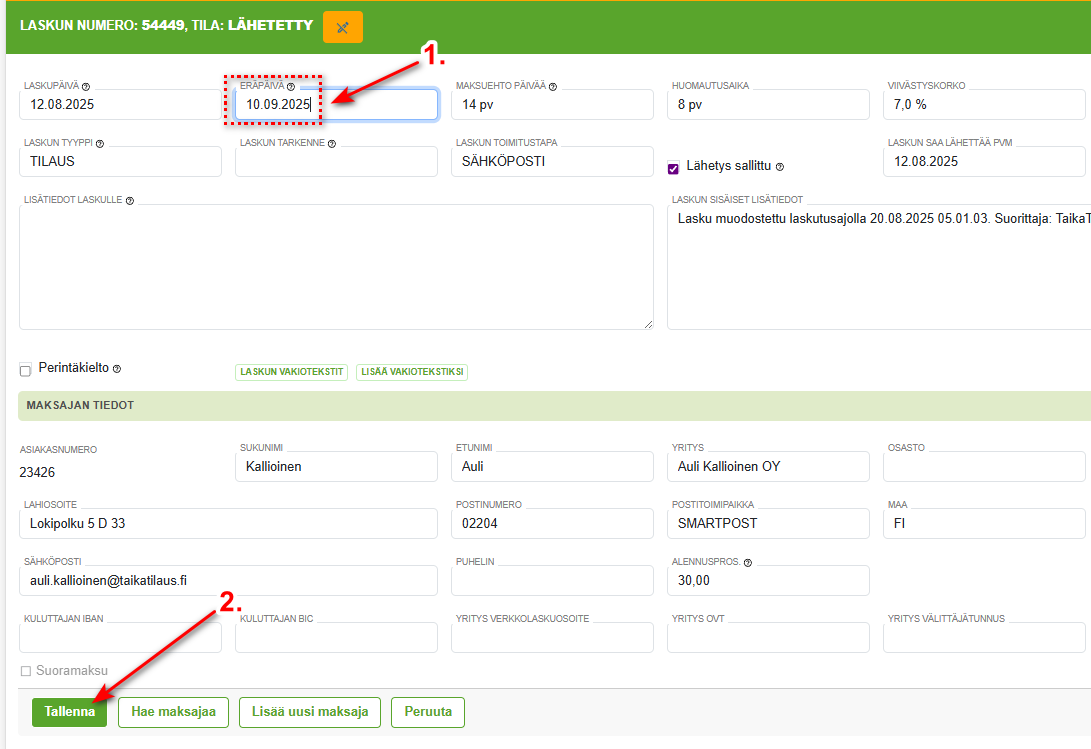 LASKUN NUMERO: 54449, TILA: LÄHETETTY
1.
LASKUPÄIVÄ ERÄPÄIVÄ MAKSUEHTO PÄIVÄÄ HUOMAUTUSAIKA VIIVÄSTYSKORKO
12.08.2025 10.09.2025 14 pv 8 pv 7,0 %
LASKUN TYYPPI LASKUN TARKENNE LASKUN TOIMITUSTAPA LASKUN SAA LÄHETTÄÄ PVM
TILAUS SÄHKÖPOSTI Lähetys sallittu 12.08.2025
LISÄTIEDOT LASKULLE LASKUN SISÄISET LISÄTIEDOT
Lasku muodostettu laskutusajolla 20.08.2025 05.01.03. Suorittaja: TaikaT
Perintäkielto LASKUN VAKIOTEKSTIT LISÄÄ VAKIOTEKSTIKSI
MAKSAJAN TIEDOT
ASIAKASNUMERO SUKUNIMI ETUNIMI YRITYS OSASTO
23426 Kallioinen Auli Auli Kallioinen OY
LAHIOSOITE POSTINUMERO POSTITOIMIPAIKKA MAA
Lokipolku 5 D 33 02204 SMARTPOST FI
SÄHKÖPOSTI PUHELIN ALENNUSPROS.
auli.kallioinen@taikatilaus.fi 30,00
2.
KULUTTAJAN IBAN KULUTTAJAN BIC YRITYS VERKKOLASKUOSOITE YRITYS OVT YRITYS VÄLITTÄJÄTUNNUS
Suoramaksu
Tallenna Hae maksajaa Lisää uusi maksaja Peruuta